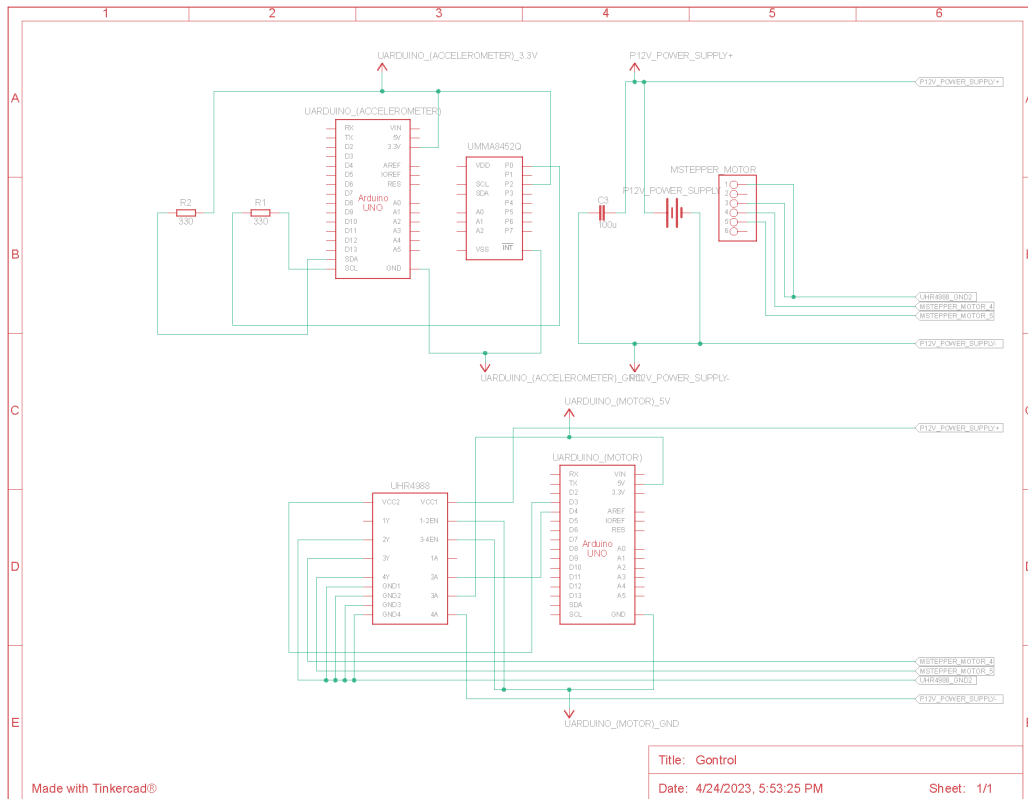 1 2 3 4 5 6
UARDUINO_(ACCELEROMETER)_3.3V
P12V_POWER_SUPPLY+
P12V_POWER_SUPPLY+
A
UARDUINO_(ACCELEROMETER)
RX VIN
TX 5V
D2 3.3V
D3
D4 AREF
D5 IOREF
D6 RES
D7
D8 A0
D9 A1
D10 A2
D11 A3
D12 A4
D13 A5
SDA
SCL GND
Arduino
UNO
UMMA8452Q
VDD P0
P1
SCL P2
SDA P3
P4
A0 P5
A1 P6
A2 P7
VSS INT
R2
330
R1
330
B
C3
100u
P12V_POWER_SUPPLY
MSTEPPER_MOTOR
1
2
3
4
5
6
UHR4988_GND2
MSTEPPER_MOTOR_4
MSTEPPER_MOTOR_5
P12V_POWER_SUPPLY-
UARDUINO_(ACCELEROMETER)_GND
P12V_POWER_SUPPLY-
C
UARDUINO_(MOTOR)_5V
P12V_POWER_SUPPLY+
UARDUINO_(MOTOR)
RX VIN
TX 5V
D2 3.3V
D3
D4 AREF
D5 IOREF
D6 RES
D7
D8 A0
D9 A1
D10 A2
D11 A3
D12 A4
D13 A5
SDA
SCL GND
Arduino
UNO
UHR4988
VCC2 VCC1
1Y 1-2EN
2Y 3-4EN
3Y 1A
4Y 2A
GND1
GND2 3A
GND3
GND4 4A
D
MSTEPPER_MOTOR_4
MSTEPPER_MOTOR_5
UHR4988_GND2
P12V_POWER_SUPPLY-
E
UARDUINO_(MOTOR)_GND
Title: Gontrol
Made with Tinkercad®
Date: 4/24/2023, 5:53:25 PM Sheet: 1/1